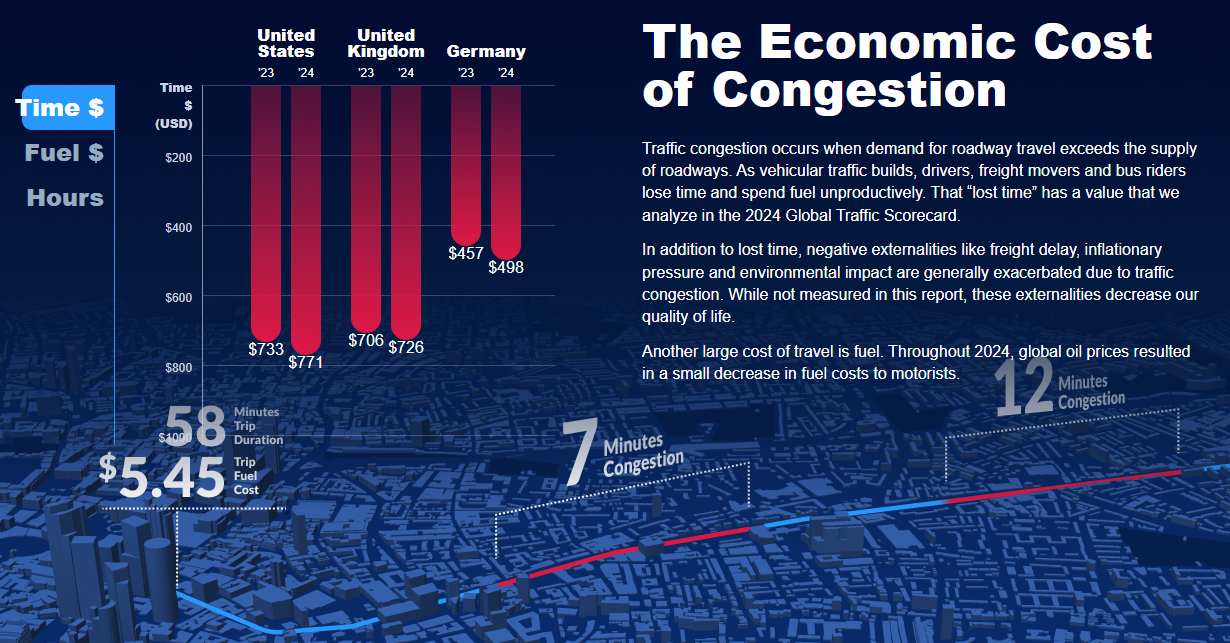 The Economic Cost
of Congestion
Traffic congestion occurs when demand for roadway travel exceeds the supply
of roadways. As vehicular traffic builds, drivers, freight movers and bus riders
lose time and spend fuel unproductively. That “lost time” has a value that we
analyze in the 2024 Global Traffic Scorecard.
In addition to lost time, negative externalities like freight delay, inflationary
pressure and environmental impact are generally exacerbated due to traffic
congestion. While not measured in this report, these externalities decrease our
quality of life.
Another large cost of travel is fuel. Throughout 2024, global oil prices resulted
in a small decrease in fuel costs to motorists.
Time $
Fuel $
Hours
United
States
'23 '24
United
Kingdom
'23 '24
Germany
'23 '24
Time
$
(USD)
$200
$400
$600
$800
$1000
$733
$771
$706
$726
$457
$498
58
Minutes
Trip
Duration
$5.45
Trip
Fuel
Cost
7
Minutes
Congestion
12
Minutes
Congestion